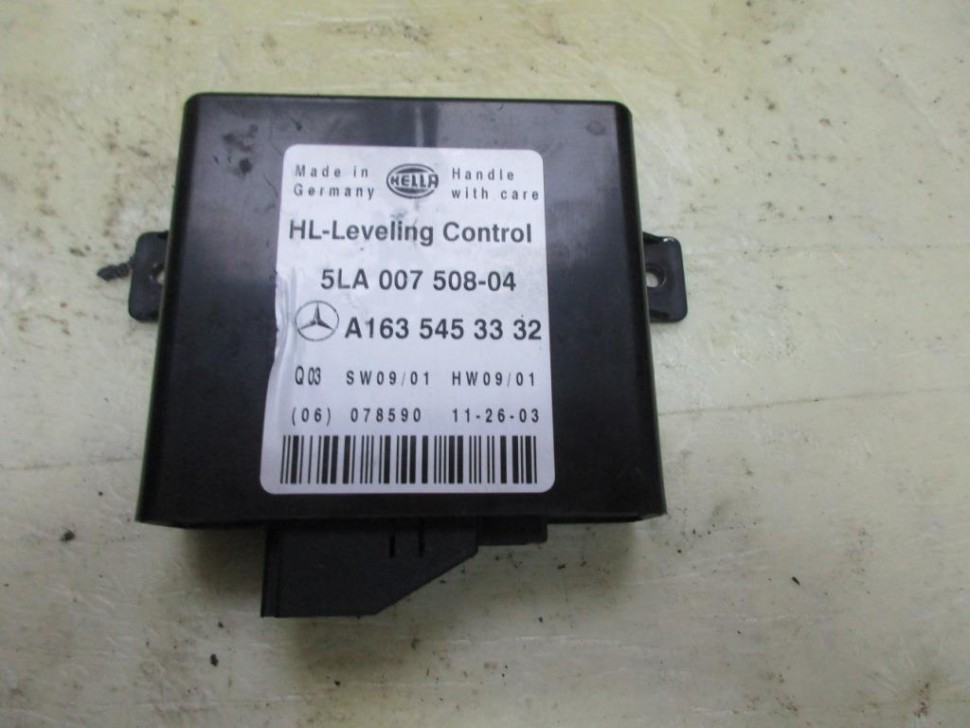 Made in HELLA Handle
Germany with care
HL-Leveling Control
5LA 007 508-04
A163 545 33 32
Q03 SW09/01 HW09/01
(06) 078590 11-26-03